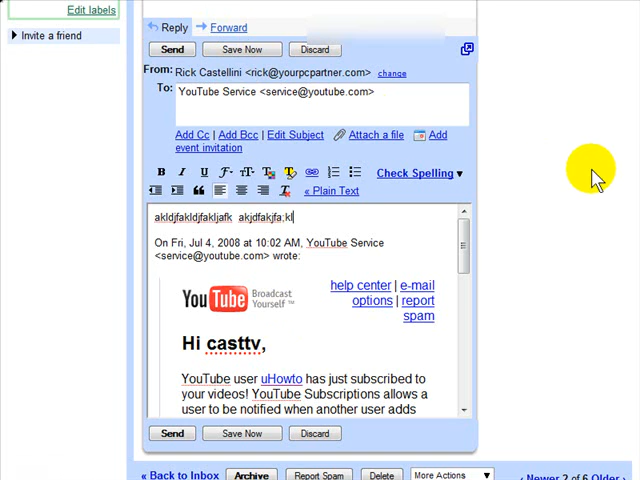 Edit labels
Invite a friend
Reply Forward
Send Save Now Discard
From: Rick Castellini <rick@yourpcpartner.com> change
To: YouTube Service <service@youtube.com>
Add Cc | Add Bcc | Edit Subject Attach a file Add
event invitation
B I U F TT T T
T « Plain Text Check Spelling ▼
akldjfakldjfakljafk akjdfakjfa;kl
On Fri, Jul 4, 2008 at 10:02 AM, YouTube Service
<service@youtube.com> wrote:
YouTube Broadcast Yourself™
help center | e-mail
options | report
spam
Hi casttv,
YouTube user uHowto has just subscribed to
your videos! YouTube Subscriptions allows a
user to be notified when another user adds
Send Save Now Discard
« Back to Inbox Archive Report Spam Delete More Actions ‹ Newer 2 of 6 Older ›